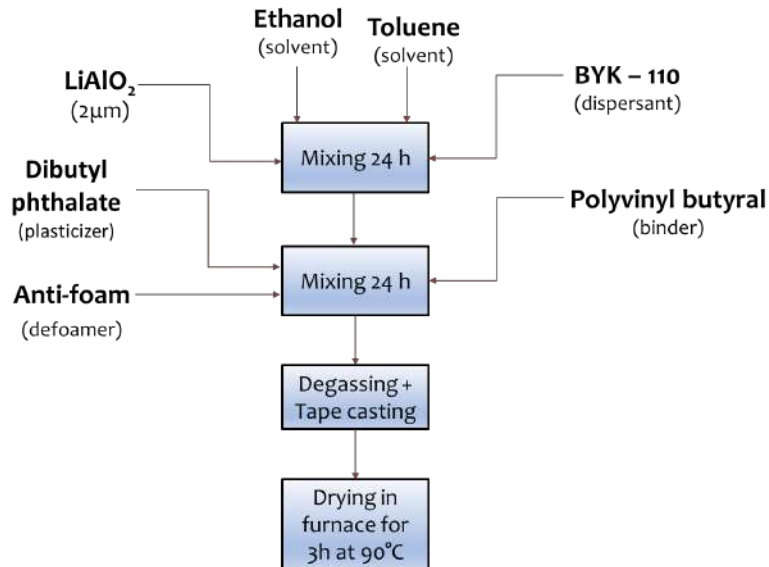 Ethanol
(solvent)
Toluene
(solvent)
LiAlO₂
(2µm)
BYK – 110
(dispersant)
Mixing 24 h
Dibutyl
phthalate
(plasticizer)
Polyvinyl butyral
(binder)
Mixing 24 h
Anti-foam
(defoamer)
Degassing +
Tape casting
Drying in
furnace for
3h at 90°C